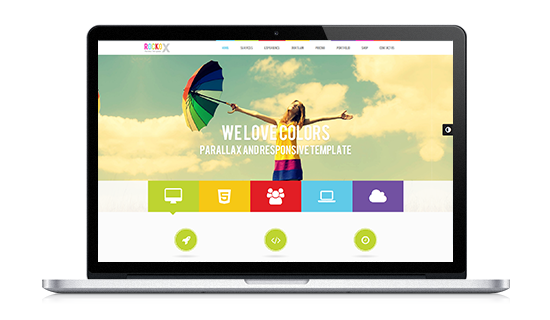 ROCKOX
HOME SERVICES EXPERIENCE OUR TEAM PRICING PORTFOLIO SHOP CONTACT US
WE LOVE COLORS
PARALLAX AND RESPONSIVE TEMPLATE